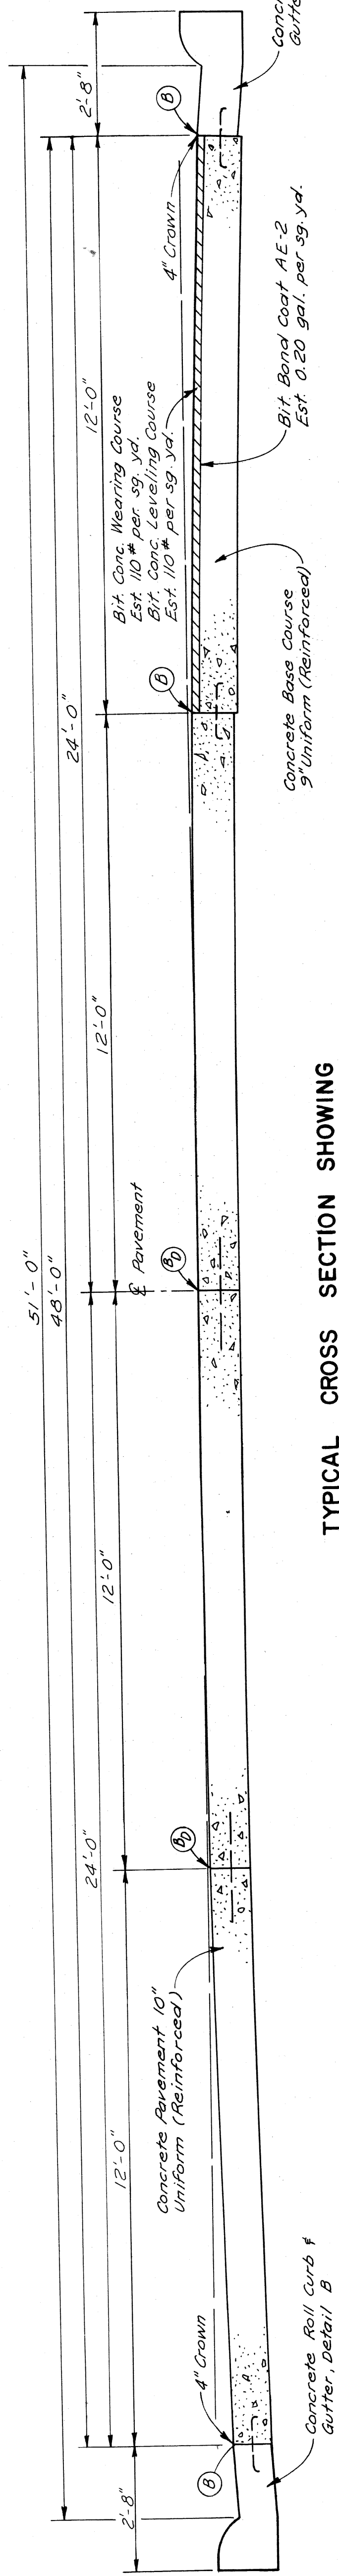 51'-0"
48'-0"
24'-0"
24'-0"
2'-8"
12'-0"
12'-0"
12'-0"
12'-0"
2'-8"
℄ Pavement
Concrete Pavement 10"
Uniform (Reinforced)
4" Crown
B
BD
BD
B
B
4" Crown
Bit. Conc. Wearing Course
Est. 110 # per. sq. yd.
Bit. Conc. Leveling Course
Est. 110 # per sq. yd.
Concrete Roll Curb &
Gutter, Detail B
Concrete Base Course
9" Uniform (Reinforced)
Bit. Bond Coat AE-2
Est. 0.20 gal. per sq. yd.
Concr
Gutte
TYPICAL CROSS SECTION SHOWING